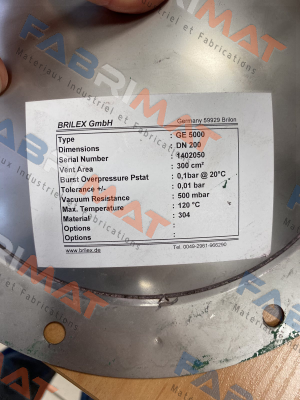 BRILEX GmbH Germany 59929 Brilon
Type : GE 5000
Dimensions : DN 200
Serial Number : 1402050
Vent Area : 300 cm²
Burst Overpressure Pstat : 0,1bar @ 20°C
Tolerance +/- : 0,01 bar
Vacuum Resistance : 500 mbar
Max. Temperature : 120 °C
Material : 304
Options :
Options :
www.brilex.de Tel. 0049-2961-966290
FABRIMAT
Materiaux Industriels et Fabrications